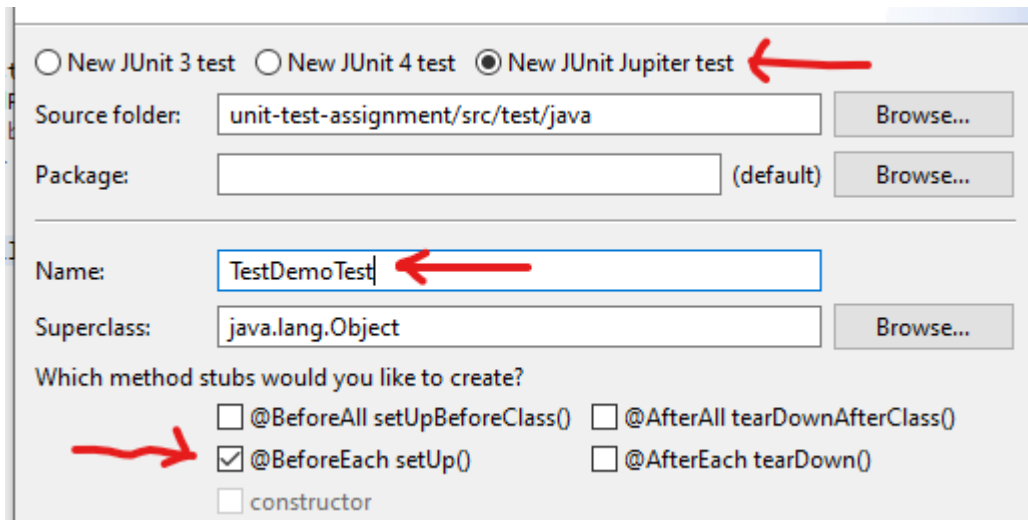 New JUnit 3 test New JUnit 4 test New JUnit Jupiter test
Source folder: unit-test-assignment/src/test/java Browse...
Package: (default) Browse...
Name: TestDemoTest
Superclass: java.lang.Object Browse...
Which method stubs would you like to create?
@BeforeAll setUpBeforeClass() @AfterAll tearDownAfterClass()
@BeforeEach setUp() @AfterEach tearDown()
constructor